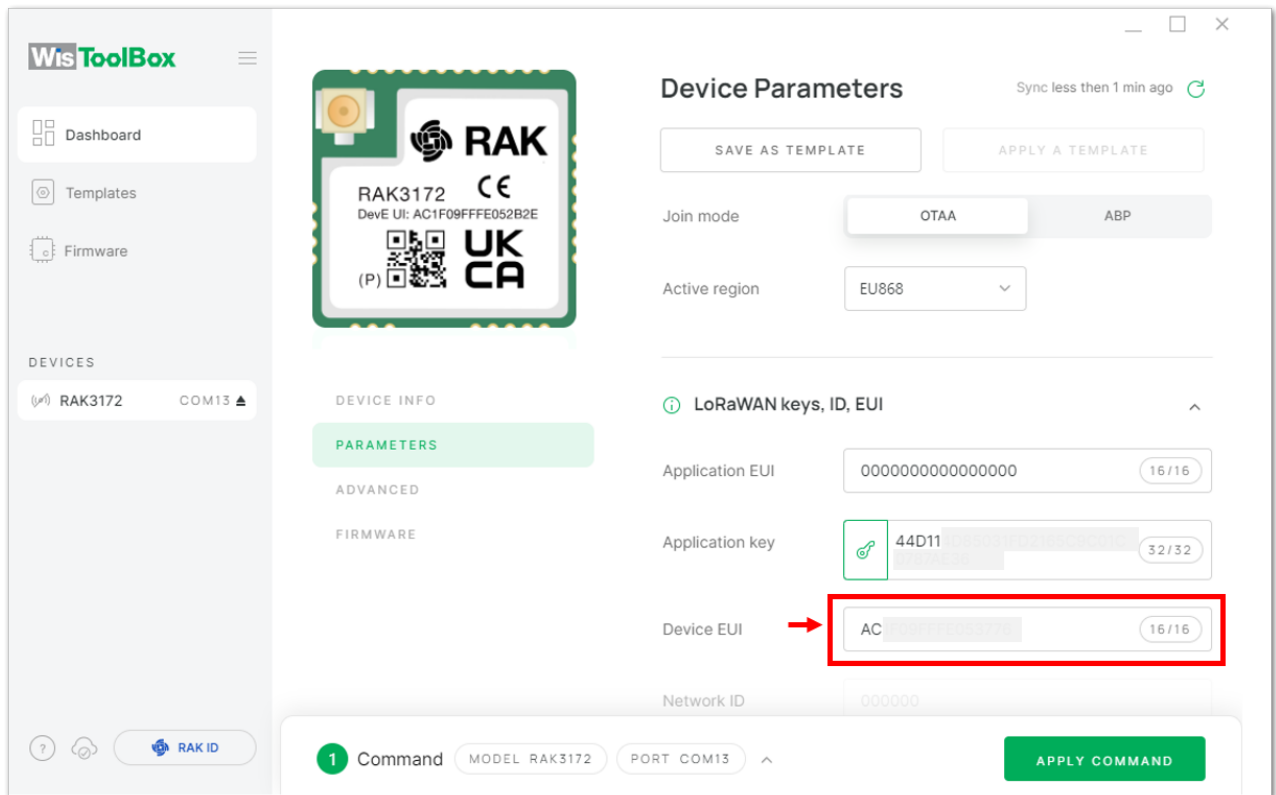 WisToolBox
Dashboard
Templates
Firmware
DEVICES
RAK3172 COM13
RAK ID
RAK
RAK3172 CE
DevE UI: AC1F09FFFE052B2E
(P) UK
CA
DEVICE INFO
PARAMETERS
ADVANCED
FIRMWARE
Device Parameters Sync less then 1 min ago
SAVE AS TEMPLATE APPLY A TEMPLATE
Join mode OTAA ABP
Active region EU868
LoRaWAN keys, ID, EUI
Application EUI 0000000000000000 16/16
Application key 44D11 32/32
Device EUI AC 16/16
Network ID 000000
1 Command MODEL RAK3172 PORT COM13 APPLY COMMAND